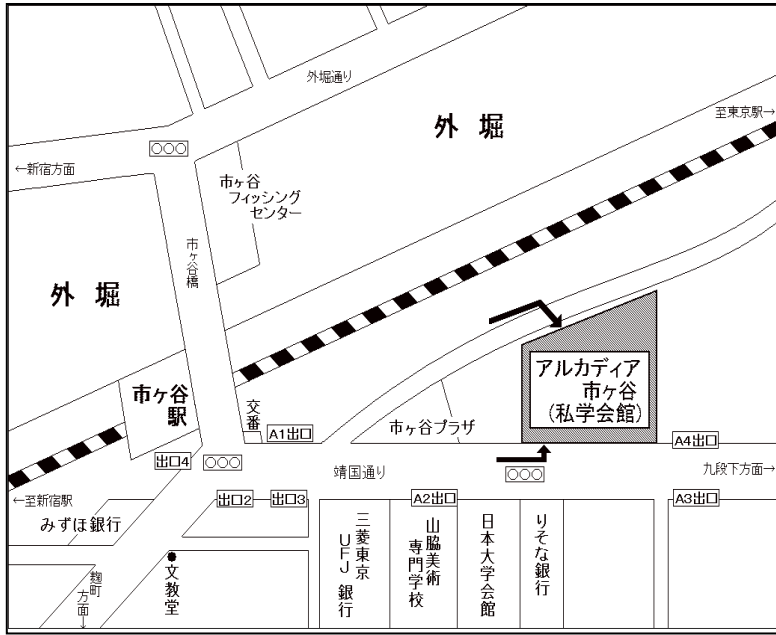 外堀通り
至東京駅→
外 堀
○○○
←新宿方面
市ヶ谷
フィッシング
センター
市ヶ谷橋
外 堀
アルカディア
市ヶ谷
(私学会館)
市ヶ谷
駅
交番
A1出口
市ヶ谷プラザ
A4出口
出口4
○○○
靖国通り
○○○
九段下方面→
←至新宿駅
出口2
出口3
A2出口
A3出口
みずほ銀行
三菱東京
UFJ 銀行
山脇美術
専門学校
日本大学会館
りそな銀行
文教堂
麹町
方面→